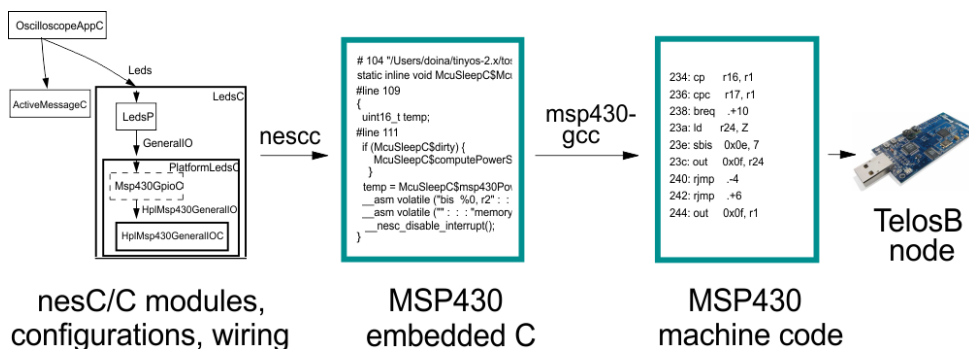 OscilloscopeAppC
Leds
ActiveMessageC
LedsC
LedsP
GeneralIO
PlatformLedsC
Msp430GpioC
HplMsp430GeneralIO
HplMsp430GeneralIOC
nescc
# 104 "/Users/doina/tinyos-2.x/tos
static inline void McuSleepC$Mcu
#line 109
{
uint16_t temp;
#line 111
if (McuSleepC$dirty) {
McuSleepC$computePowerS
}
temp = McuSleepC$msp430Pow
__asm volatile ("bis %0, r2" : :
__asm volatile ("" : : : "memory
__nesc_disable_interrupt();
}
msp430-
gcc
234: cp r16, r1
236: cpc r17, r1
238: breq .+10
23a: ld r24, Z
23e: sbis 0x0e, 7
23c: out 0x0f, r24
240: rjmp .-4
242: rjmp .+6
244: out 0x0f, r1
TelosB
node
nesC/C modules,
configurations, wiring
MSP430
embedded C
MSP430
machine code